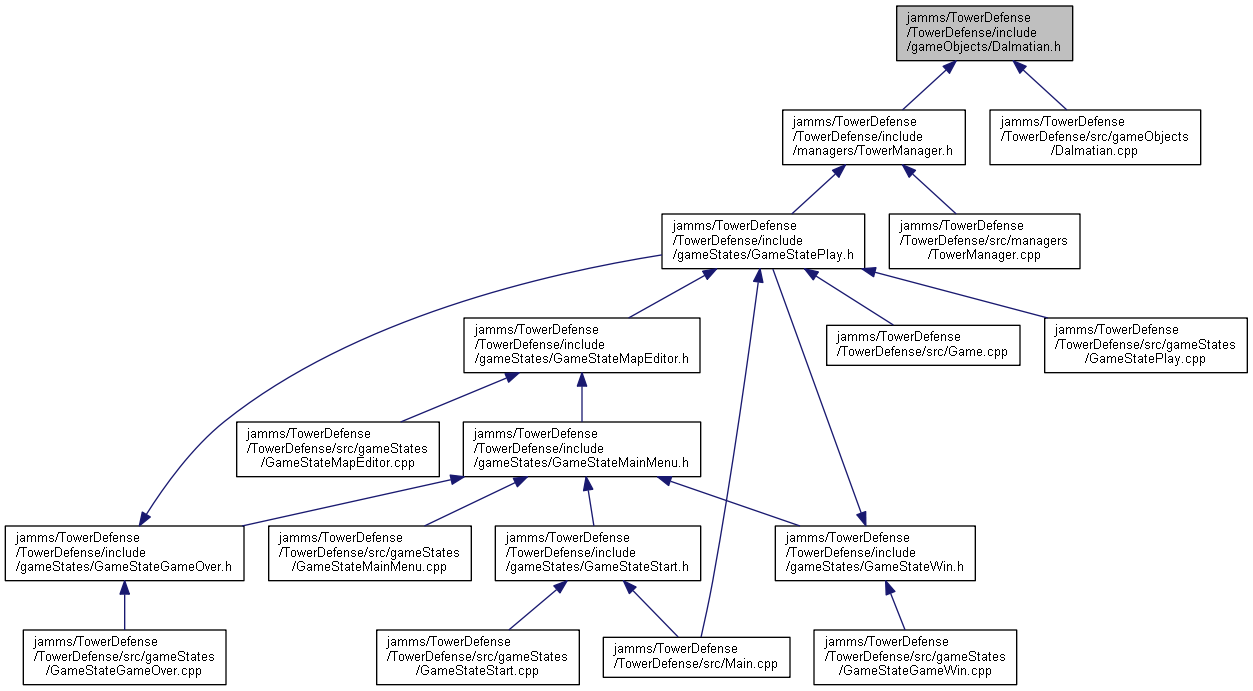 jamms/TowerDefense
/TowerDefense/include
/gameObjects/Dalmatian.h
jamms/TowerDefense
/TowerDefense/include
/managers/TowerManager.h
jamms/TowerDefense
/TowerDefense/src/gameObjects
/Dalmatian.cpp
jamms/TowerDefense
/TowerDefense/include
/gameStates/GameStatePlay.h
jamms/TowerDefense
/TowerDefense/src/managers
/TowerManager.cpp
jamms/TowerDefense
/TowerDefense/include
/gameStates/GameStateMapEditor.h
jamms/TowerDefense
/TowerDefense/src/Game.cpp
jamms/TowerDefense
/TowerDefense/src/gameStates
/GameStatePlay.cpp
jamms/TowerDefense
/TowerDefense/src/gameStates
/GameStateMapEditor.cpp
jamms/TowerDefense
/TowerDefense/include
/gameStates/GameStateMainMenu.h
jamms/TowerDefense
/TowerDefense/include
/gameStates/GameStateGameOver.h
jamms/TowerDefense
/TowerDefense/src/gameStates
/GameStateMainMenu.cpp
jamms/TowerDefense
/TowerDefense/include
/gameStates/GameStateStart.h
jamms/TowerDefense
/TowerDefense/include
/gameStates/GameStateWin.h
jamms/TowerDefense
/TowerDefense/src/gameStates
/GameStateGameOver.cpp
jamms/TowerDefense
/TowerDefense/src/gameStates
/GameStateStart.cpp
jamms/TowerDefense
/TowerDefense/src/Main.cpp
jamms/TowerDefense
/TowerDefense/src/gameStates
/GameStateGameWin.cpp